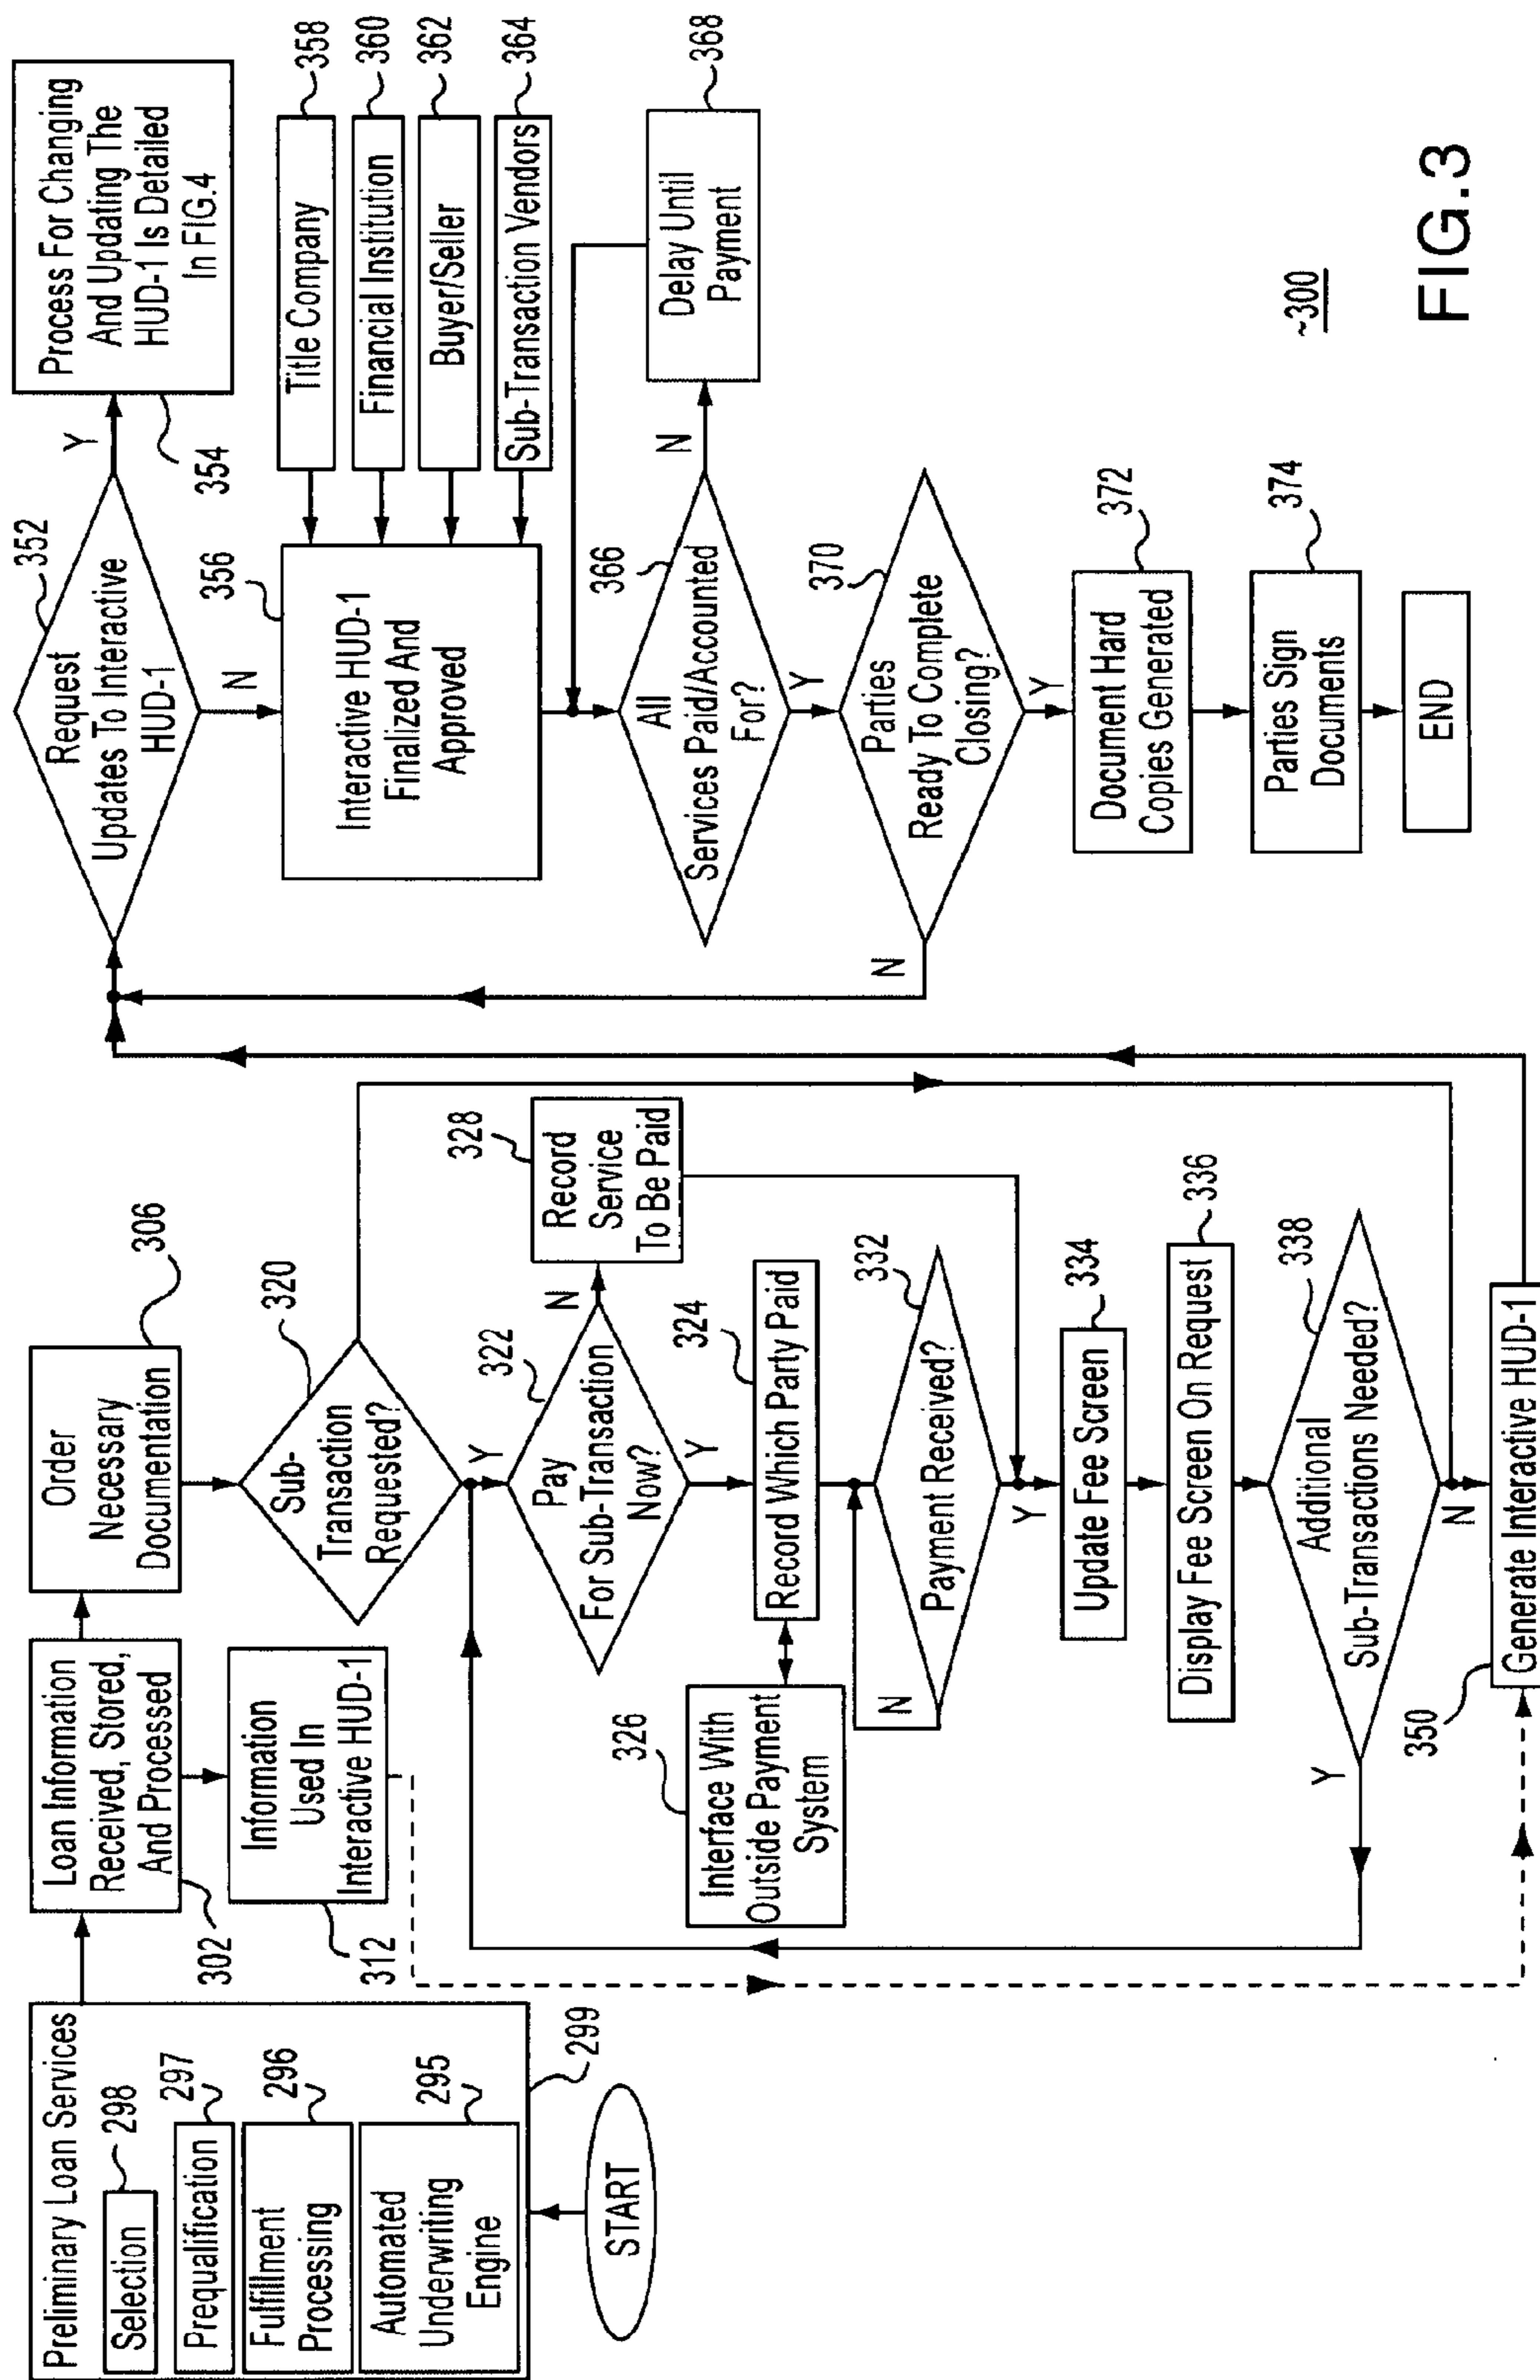 Preliminary Loan Services
298
Selection
297
Prequalification
296
Fulfillment
Processing
295
Automated
Underwriting
Engine
299
START
Loan Information
Received, Stored,
And Processed
302
Order
Necessary
Documentation
306
Information
Used In
Interactive HUD-1
312
Sub-
Transaction
Requested?
320
Y
Pay
For Sub-Transaction
Now?
322
N
Y
Record
Service
To Be Paid
328
Record Which Party Paid
324
Interface With
Outside Payment
System
326
Payment Received?
332
N
Y
Update Fee Screen
334
Display Fee Screen On Request
336
Additional
Sub-Transactions Needed?
338
Y
N
Generate Interactive HUD-1
350
Request
Updates To Interactive
HUD-1
352
Y
N
Process For Changing
And Updating The
HUD-1 Is Detailed
In FIG.4
354
Interactive HUD-1
Finalized And
Approved
356
Title Company
358
Financial Institution
360
Buyer/Seller
362
Sub-Transaction Vendors
364
All
Services Paid/Accounted
For?
366
N
Y
Delay Until
Payment
368
Parties
Ready To Complete
Closing?
370
N
Y
Document Hard
Copies Generated
372
Parties Sign
Documents
374
END
~300
FIG.3